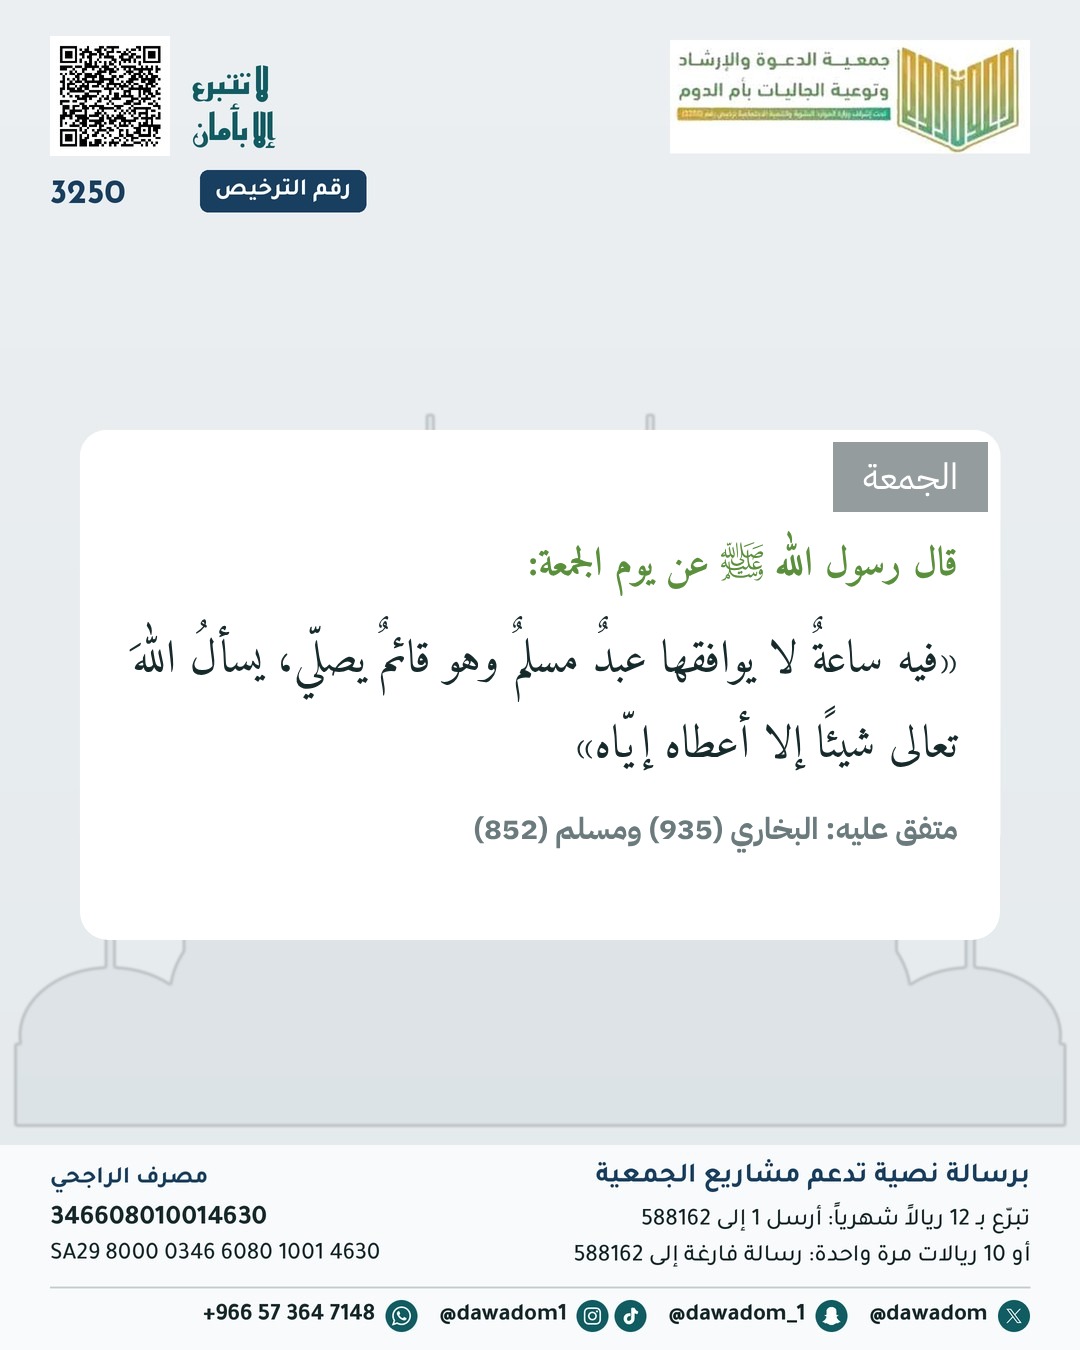 جمعيـة الدعـوة والإرشـاد
وتوعية الجاليات بأم الدوم
لا تتبرع
إلا بأمان
رقم الترخيص
3250
الجمعة
قال رسول الله ﷺ عن يوم الجمعة:
«فيه ساعةٌ لا يوافقها عبدٌ مسلمٌ وهو قائمٌ يصلّي، يسألُ اللهَ
تعالى شيئًا إلا أعطاه إيّاه»
متفق عليه: البخاري (935) ومسلم (852)
برسالة نصية تدعم مشاريع الجمعية
تبرّع بـ 12 ريالاً شهرياً: أرسل 1 إلى 588162
أو 10 ريالات مرة واحدة: رسالة فارغة إلى 588162
مصرف الراجحي
346608010014630
SA29 8000 0346 6080 1001 4630
@dawadom
@dawadom_1
@dawadom1
+966 57 364 7148